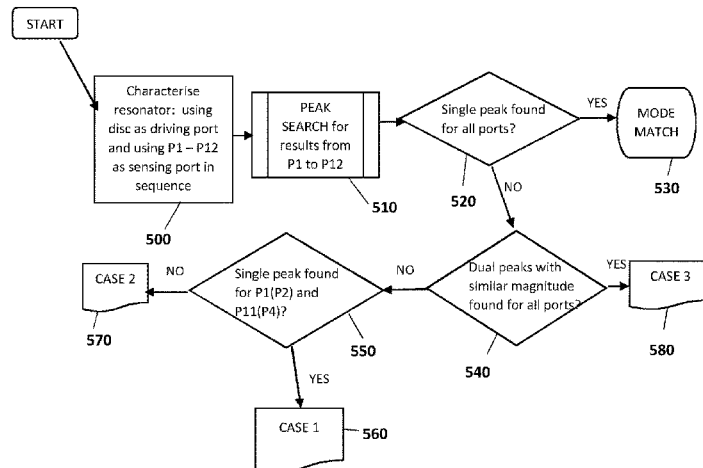 START
Characterise
resonator: using
disc as driving port
and using P1 – P12
as sensing port in
sequence
500
PEAK
SEARCH for
results from
P1 to P12
510
Single peak found
for all ports?
520
YES
MODE
MATCH
530
NO
Dual peaks with
similar magnitude
found for all ports?
540
YES
CASE 3
580
NO
Single peak found
for P1(P2) and
P11(P4)?
550
NO
CASE 2
570
YES
CASE 1
560